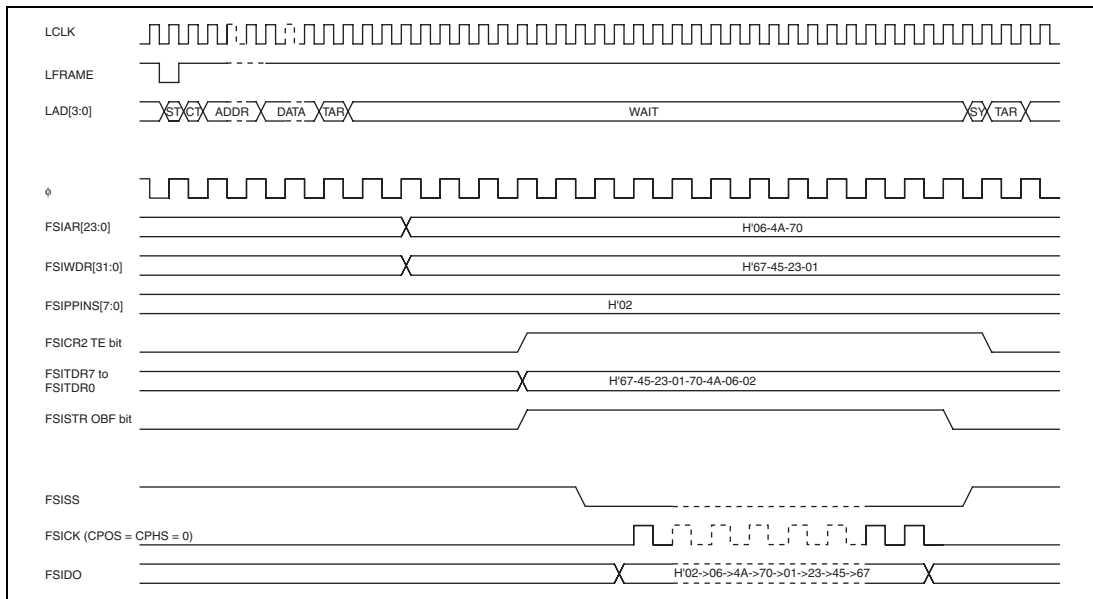 LCLK
LFRAME
LAD[3:0] ST CT ADDR DATA TAR WAIT SY TAR
ϕ
FSIAR[23:0] H'06-4A-70
FSIWDR[31:0] H'67-45-23-01
FSIPPINS[7:0] H'02
FSICR2 TE bit
FSITDR7 to
FSITDR0 H'67-45-23-01-70-4A-06-02
FSISTR OBF bit
FSISS
FSICK (CPOS = CPHS = 0)
FSIDO H'02->06->4A->70->01->23->45->67